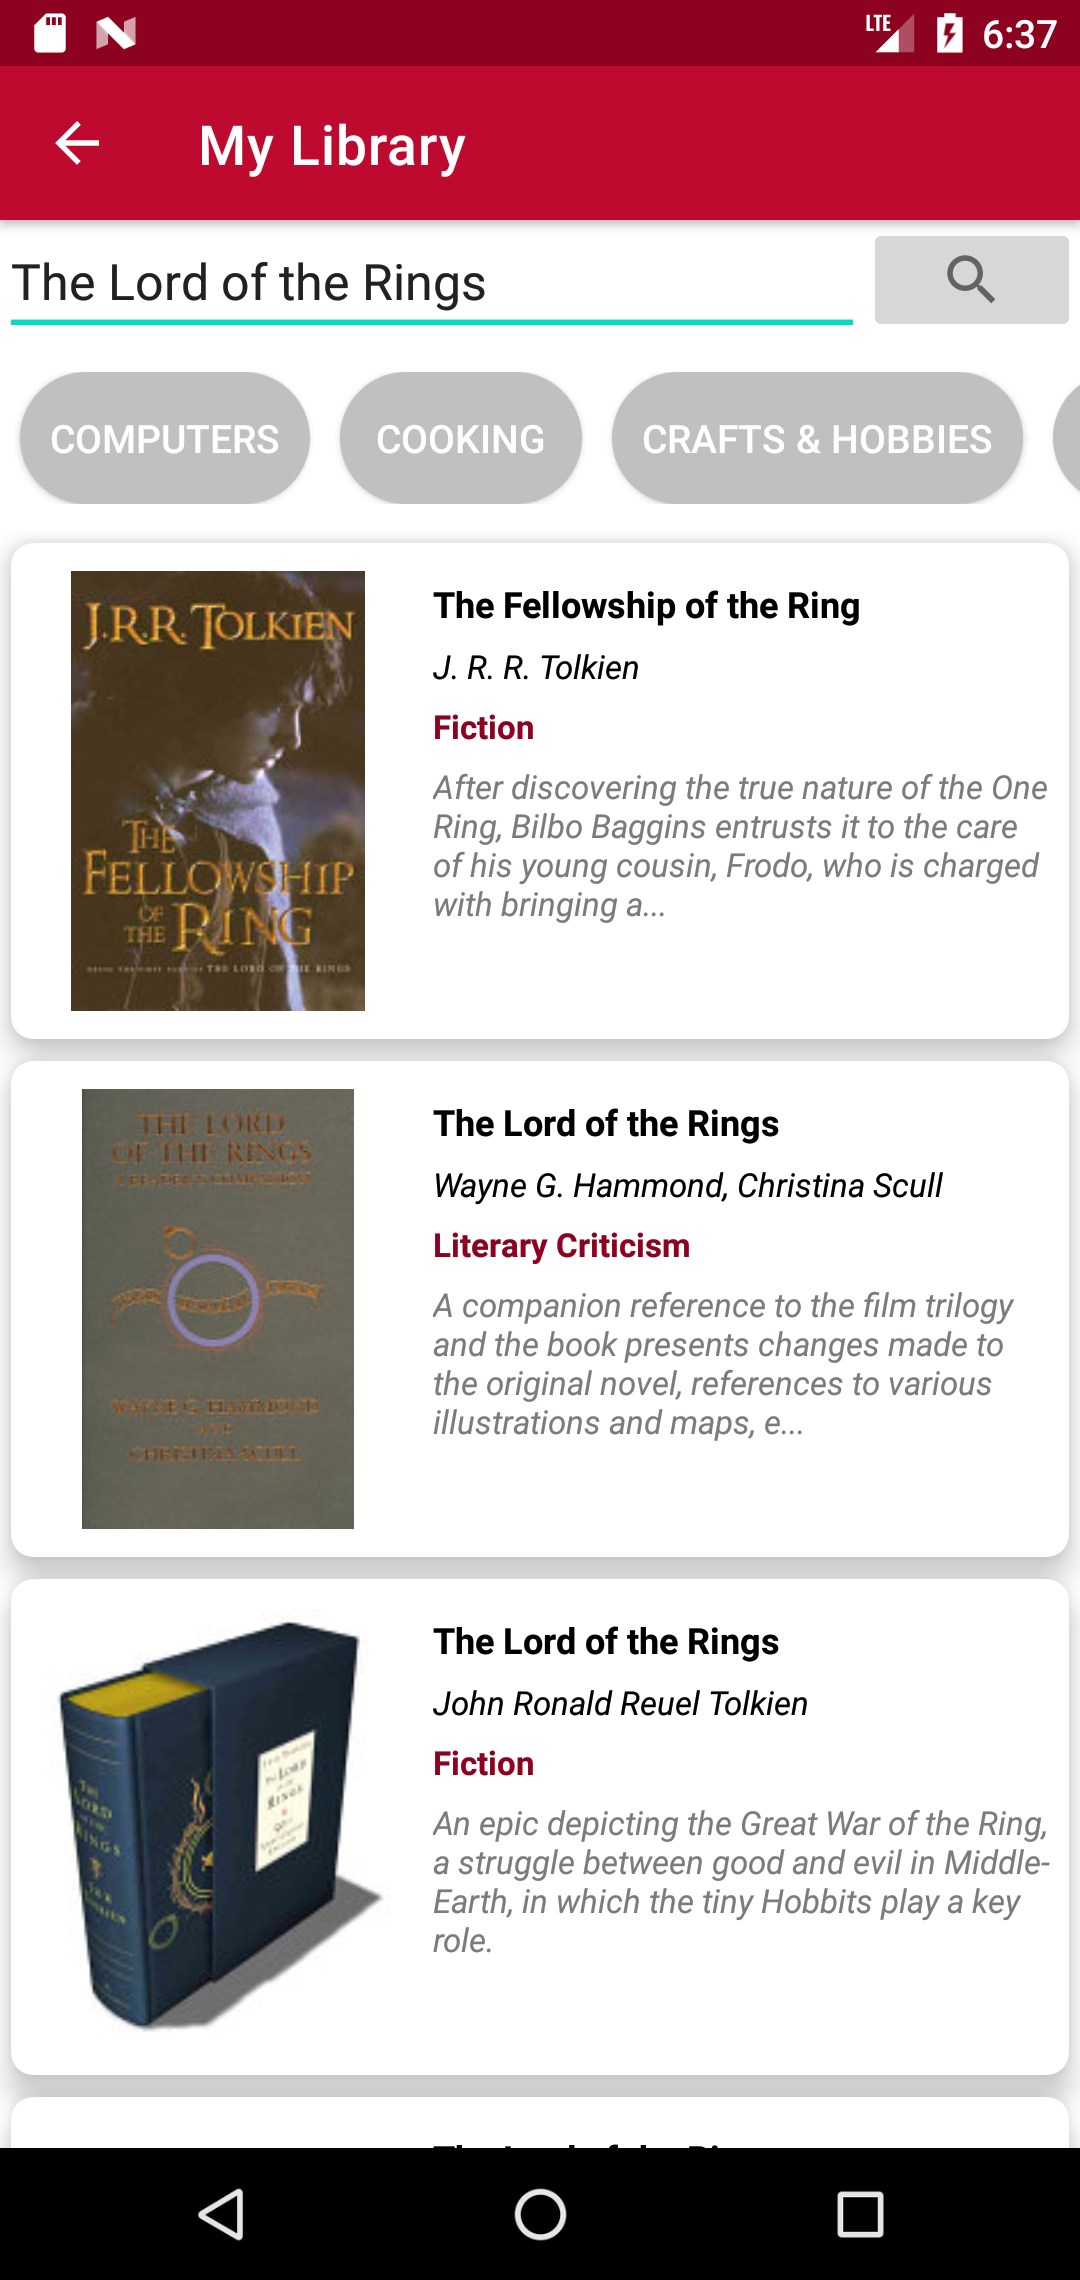 LTE 6:37
My Library
The Lord of the Rings
COMPUTERS COOKING CRAFTS & HOBBIES
J.R.R. TOLKIEN
THE
FELLOWSHIP
OF
THE RING
The Fellowship of the Ring
J. R. R. Tolkien
Fiction
After discovering the true nature of the One
Ring, Bilbo Baggins entrusts it to the care
of his young cousin, Frodo, who is charged
with bringing a...
THE LORD
OF THE RINGS
A READER'S COMPANION
WAYNE G. HAMMOND
AND
CHRISTINA SCULL
The Lord of the Rings
Wayne G. Hammond, Christina Scull
Literary Criticism
A companion reference to the film trilogy
and the book presents changes made to
the original novel, references to various
illustrations and maps, e...
THE
LORD
OF THE
RINGS
The Lord of the Rings
John Ronald Reuel Tolkien
Fiction
An epic depicting the Great War of the Ring,
a struggle between good and evil in Middle-
Earth, in which the tiny Hobbits play a key
role.